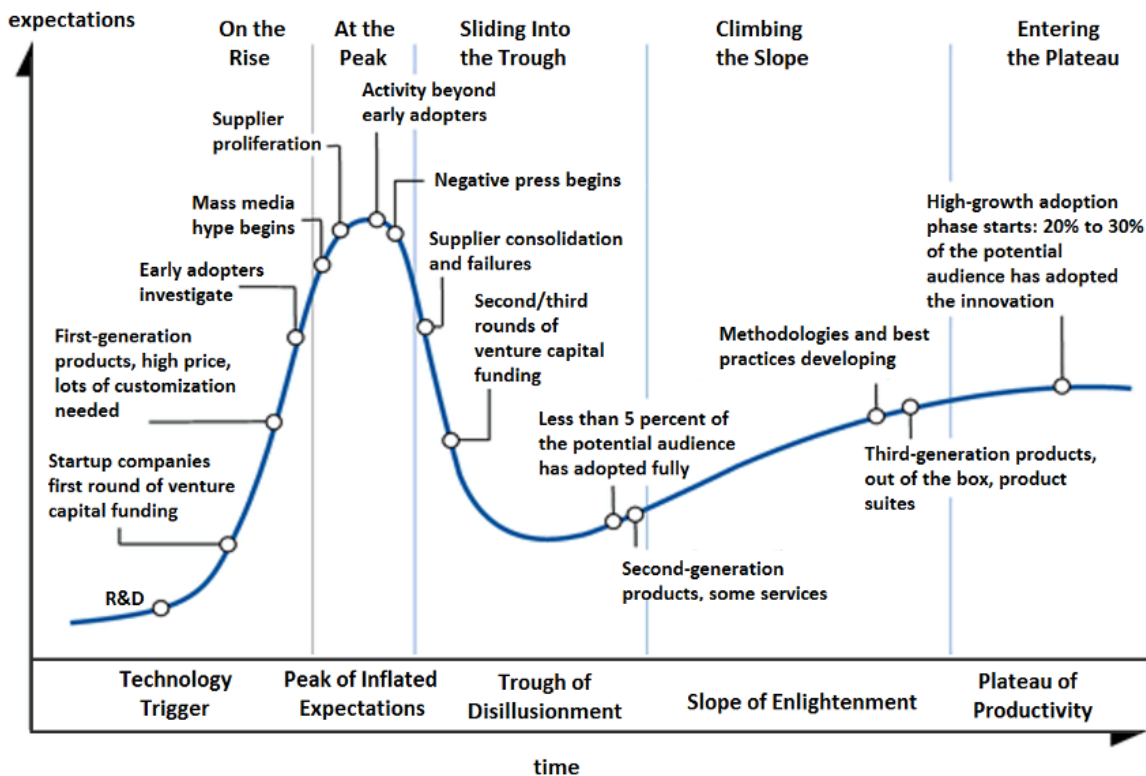 expectations
On the
Rise
At the
Peak
Sliding Into
the Trough
Climbing
the Slope
Entering
the Plateau
Activity beyond
early adopters
Supplier
proliferation
Negative press begins
Mass media
hype begins
High-growth adoption
phase starts: 20% to 30%
of the potential
audience has adopted
the innovation
Supplier consolidation
and failures
Early adopters
investigate
Second/third
rounds of
venture capital
funding
First-generation
products, high price,
lots of customization
needed
Methodologies and best
practices developing
Less than 5 percent of
the potential audience
has adopted fully
Startup companies
first round of venture
capital funding
Third-generation products,
out of the box, product
suites
Second-generation
products, some services
R&D
Technology
Trigger
Peak of Inflated
Expectations
Trough of
Disillusionment
Slope of Enlightenment
Plateau of
Productivity
time